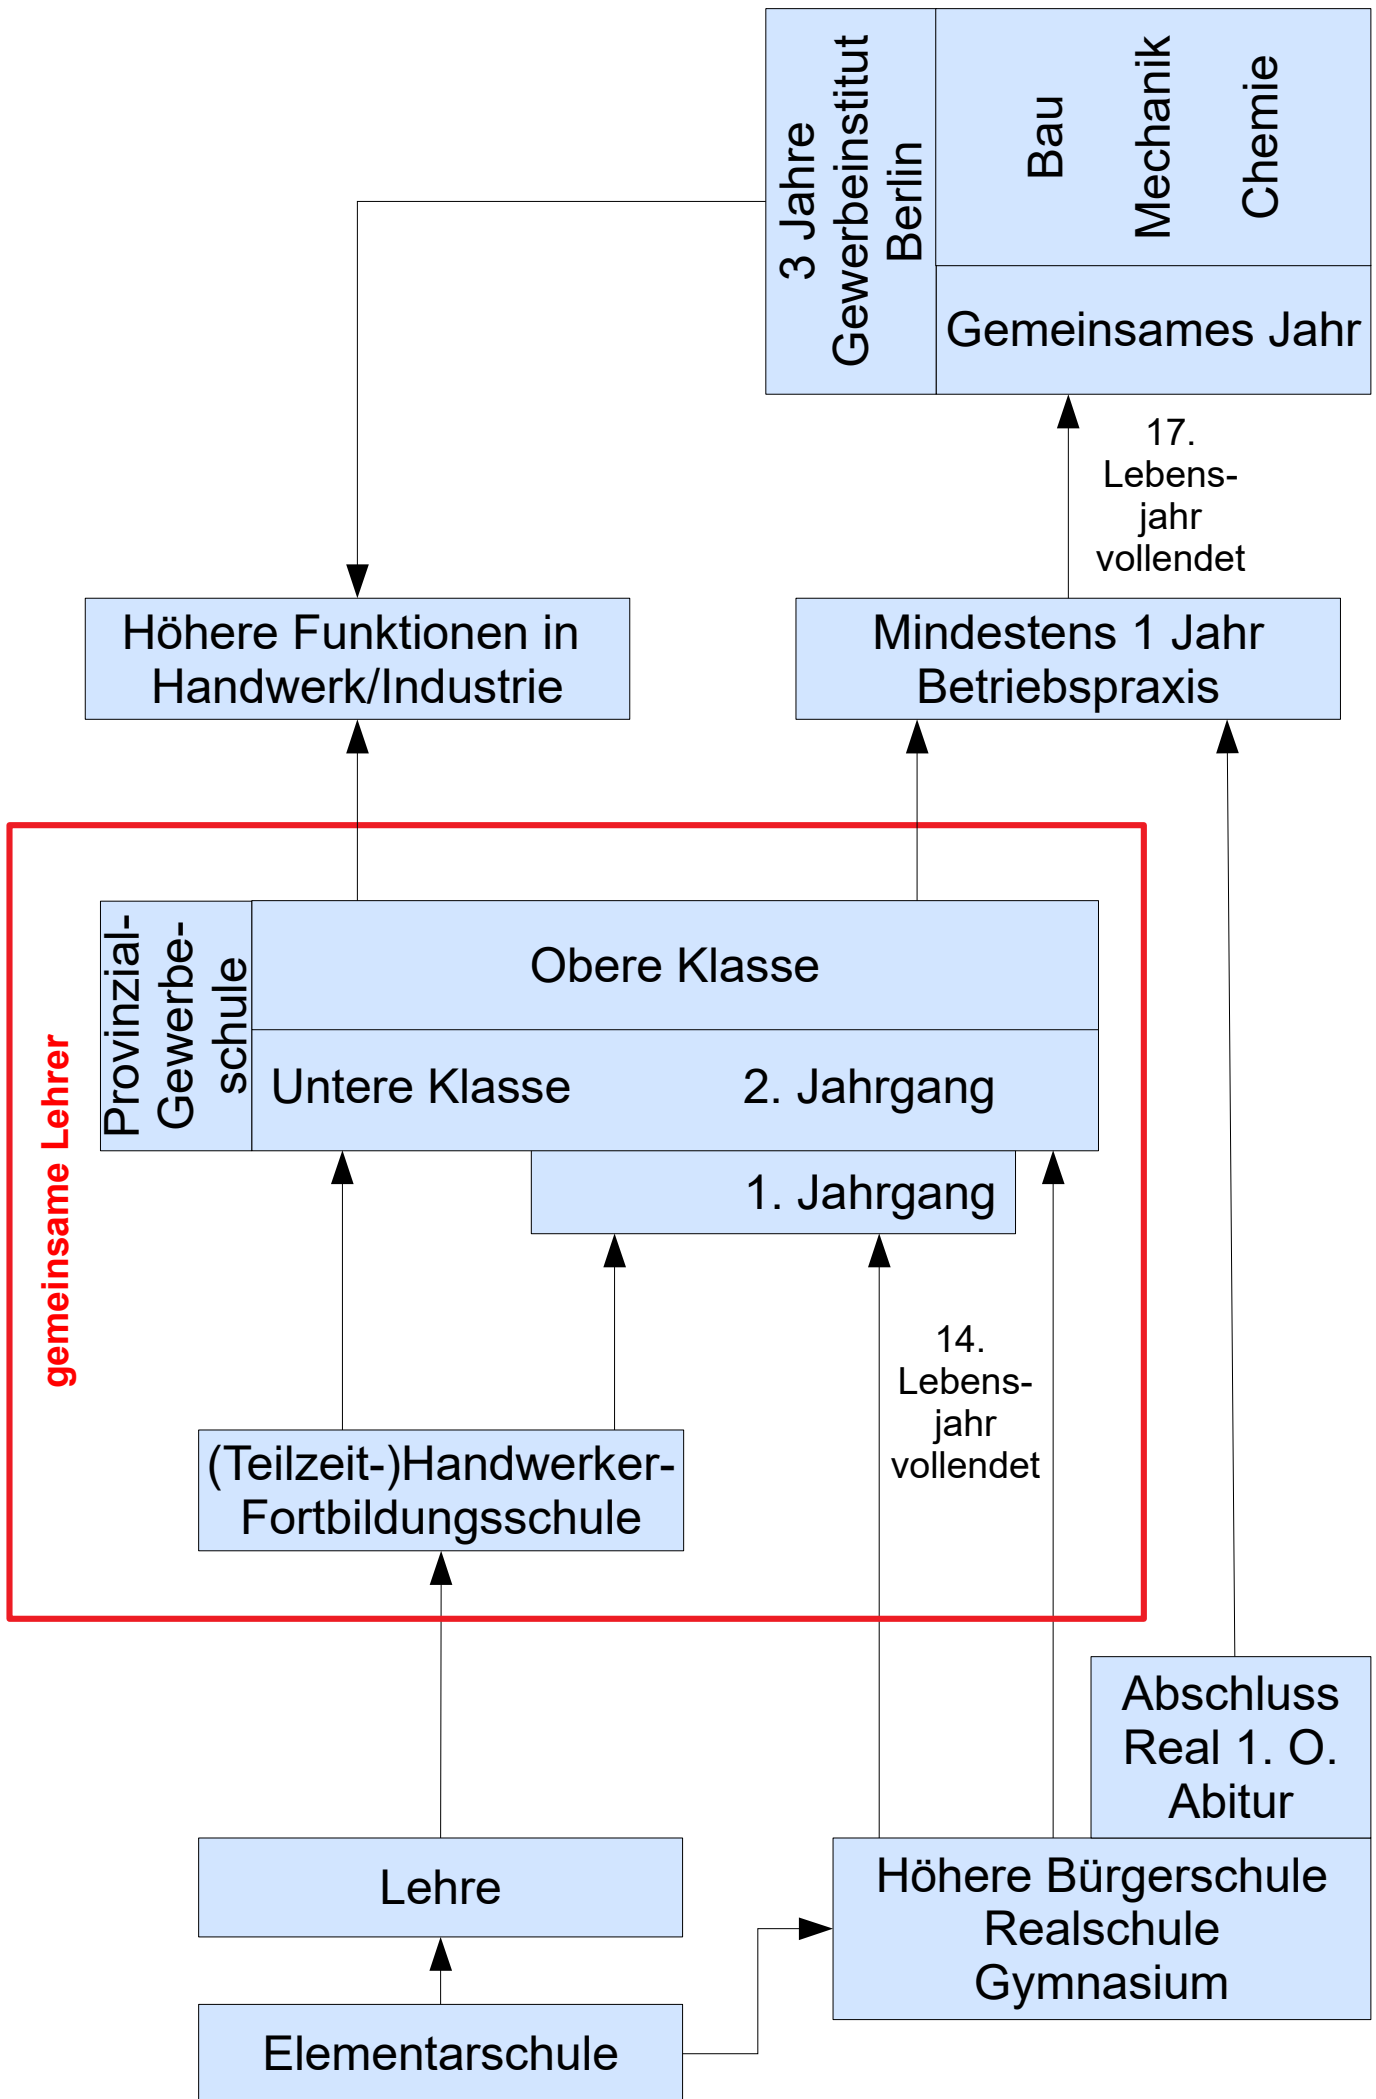 3 Jahre
Gewerbeinstitut
Berlin
Bau
Mechanik
Chemie
Gemeinsames Jahr
17.
Lebens-
jahr
vollendet
Höhere Funktionen in
Handwerk/Industrie
Mindestens 1 Jahr
Betriebspraxis
gemeinsame Lehrer
Provinzial-
Gewerbe-
schule
Obere Klasse
Untere Klasse 2. Jahrgang
1. Jahrgang
14.
Lebens-
jahr
vollendet
(Teilzeit-)Handwerker-
Fortbildungsschule
Abschluss
Real 1. O.
Abitur
Lehre
Höhere Bürgerschule
Realschule
Gymnasium
Elementarschule